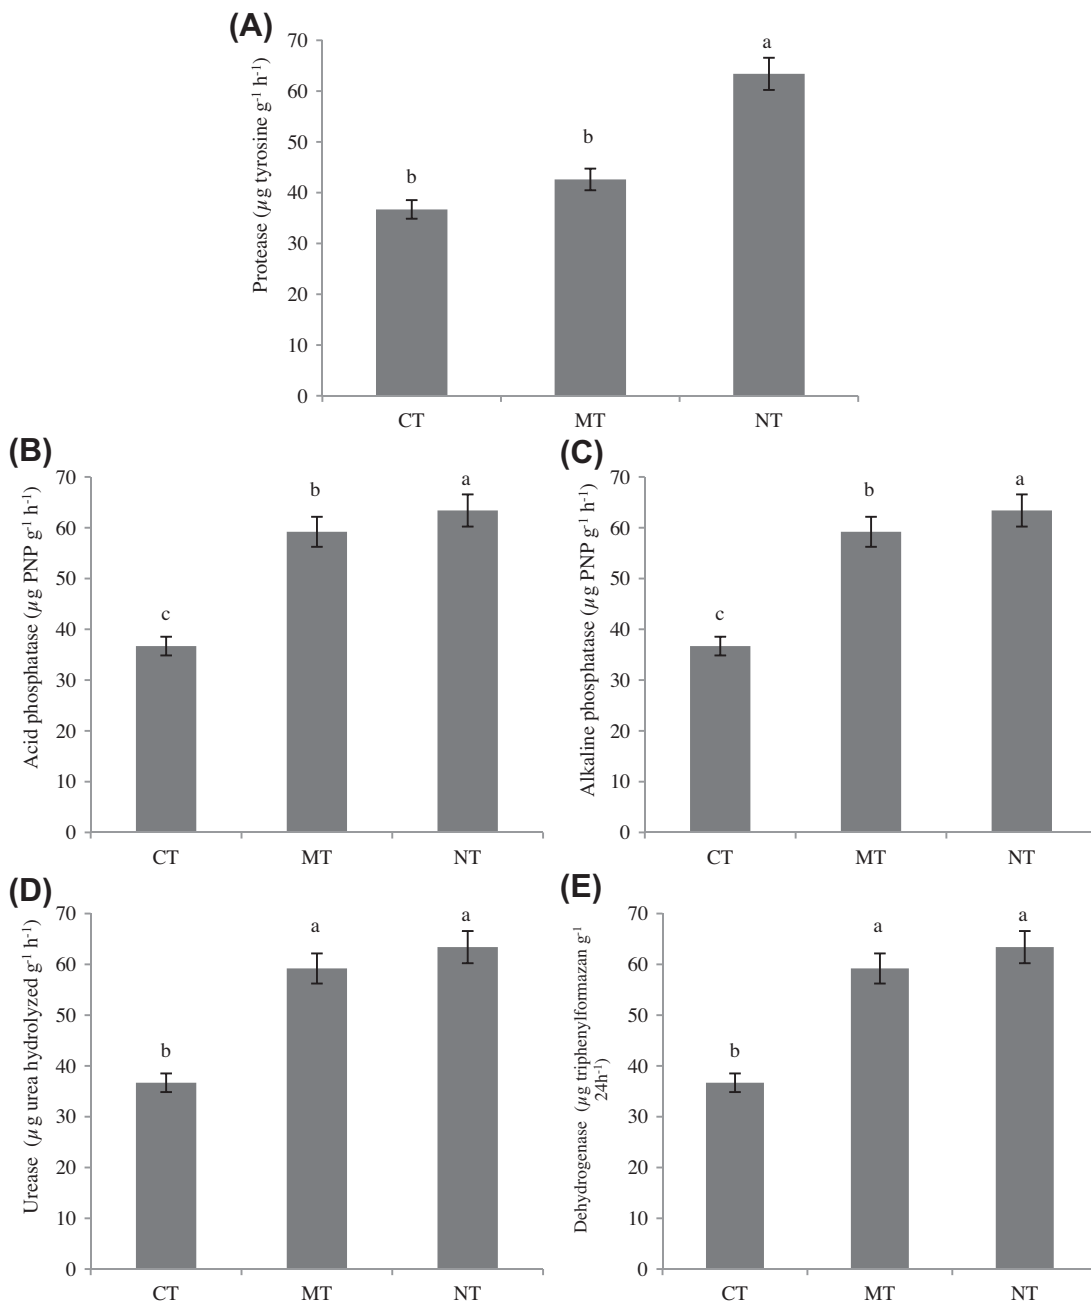 (A)
Protease (µg tyrosine g-1 h-1)
70
60
50
40
30
20
10
0
b
b
a
CT MT NT
(B)
Acid phosphatase (µg PNP g-1 h-1)
70
60
50
40
30
20
10
0
c
b
a
CT MT NT
(C)
Alkaline phosphatase (µg PNP g-1 h-1)
70
60
50
40
30
20
10
0
c
b
a
CT MT NT
(D)
Urease (µg urea hydrolyzed g-1 h-1)
70
60
50
40
30
20
10
0
b
a
a
CT MT NT
(E)
Dehydrogenase (µg triphenylformazan g-1
24h-1)
70
60
50
40
30
20
10
0
b
a
a
CT MT NT